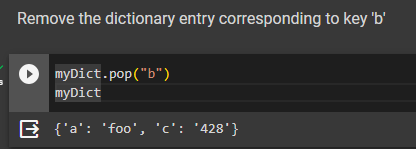 Remove the dictionary entry corresponding to key 'b'
myDict.pop("b")
myDict
{'a': 'foo', 'c': '428'}